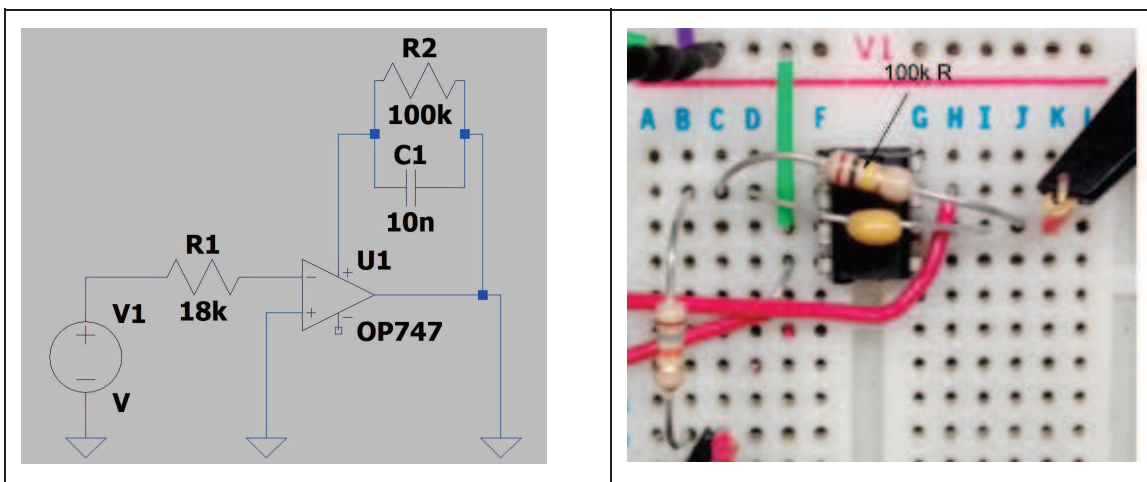 R2
100k
C1
10n
R1
18k
U1
V1
V
OP747
+
−
−
+
+
−
V1
100k R
A B C D F G H I J K L